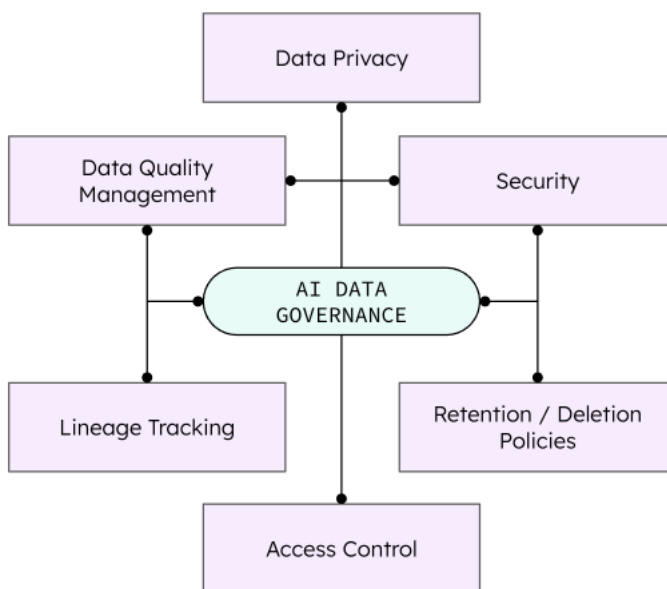 Data Privacy
Data Quality
Management
Security
AI DATA
GOVERNANCE
Lineage Tracking
Retention / Deletion
Policies
Access Control